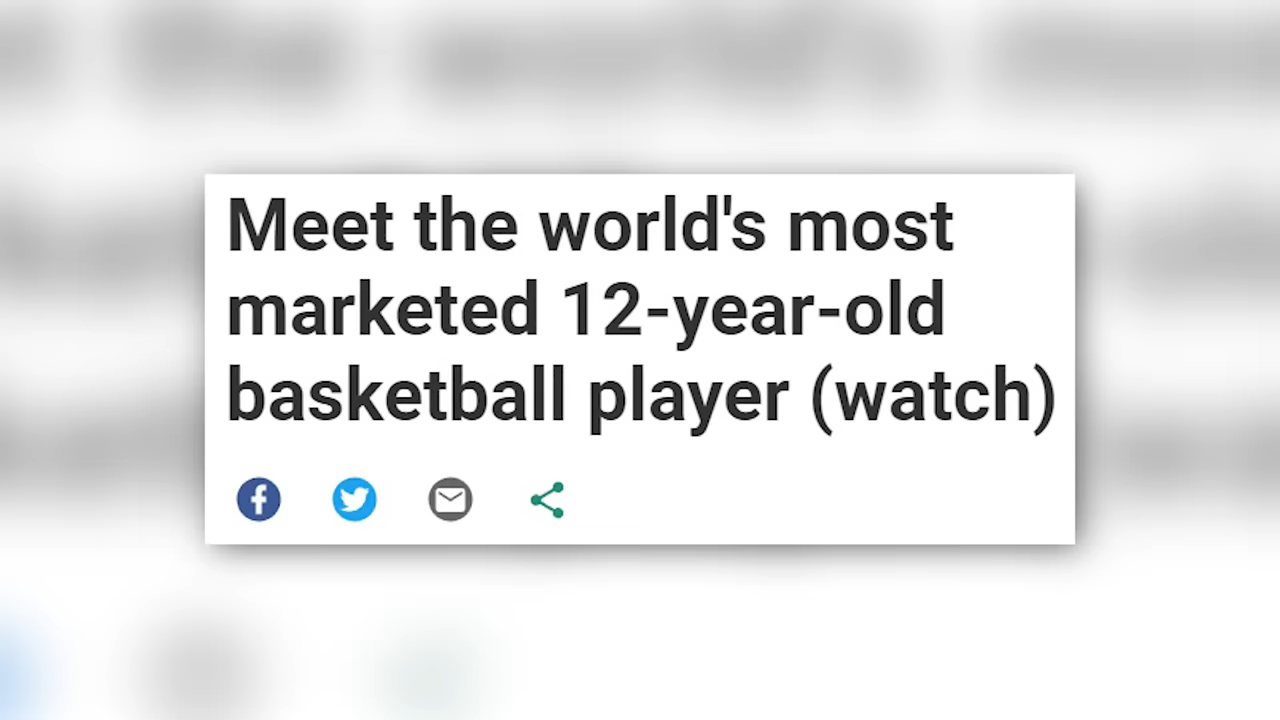 Meet the world's most
marketed 12-year-old
basketball player (watch)